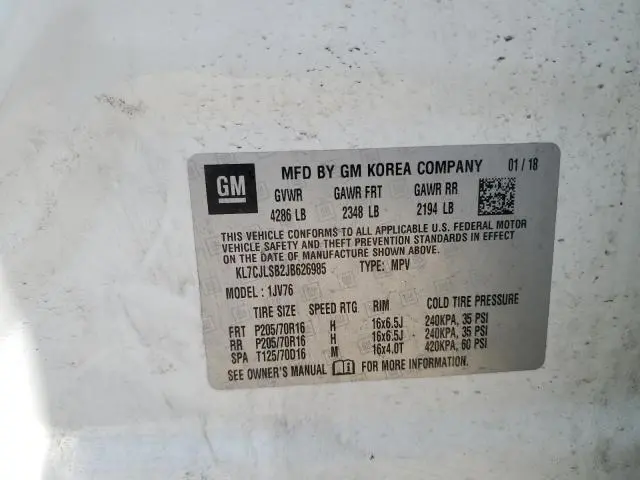 GM MFD BY GM KOREA COMPANY 01 / 18
GVWR GAWR FRT GAWR RR
4286 LB 2348 LB 2194 LB
THIS VEHICLE CONFORMS TO ALL APPLICABLE U.S. FEDERAL MOTOR
VEHICLE SAFETY AND THEFT PREVENTION STANDARDS IN EFFECT
ON THE DATE OF MANUFACTURE SHOWN ABOVE.
KL7CJLSB2JB626985 TYPE: MPV
MODEL : 1JV76
TIRE SIZE SPEED RTG RIM COLD TIRE PRESSURE
FRT P205/70R16 H 16x6.5J 240KPA, 35 PSI
RR P205/70R16 H 16x6.5J 240KPA, 35 PSI
SPA T125/70D16 M 16x4.0T 420KPA, 60 PSI
SEE OWNER'S MANUAL FOR MORE INFORMATION.